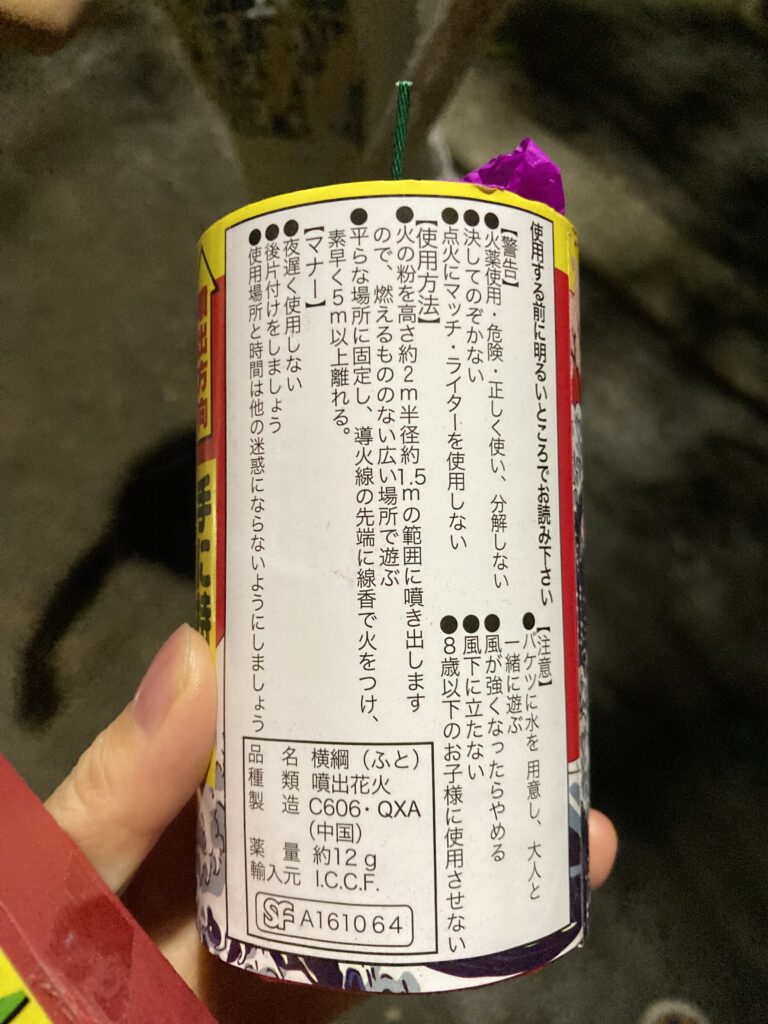 使用する前に明るいところでお読み下さい
【警告】
●火薬使用・危険・正しく使い、分解しない
●決してのぞかない
●点火にマッチ・ライターを使用しない
【注意】
●バケツに水を 用意し、大人と
一緒に遊ぶ
●風が強くなったらやめる
●風下に立たない
●8歳以下のお子様に使用させない
【使用方法】
●火の粉を高さ約2m半径約1.5mの範囲に噴き出します
ので、燃えるもののない広い場所で遊ぶ
●平らな場所に固定し、導火線の先端に線香で火をつけ、
素早く5m以上離れる。
【マナー】
●夜遅く使用しない
●後片付けをしましょう
●使用場所と時間は他の迷惑にならないようにしましょう
品 名 横綱（ふと）
種 類 噴出花火
製 造 C606・QXA
（中国）
薬 量 約12g
輸入元 I.C.C.F.
SF A161064
噴出方向
手に持